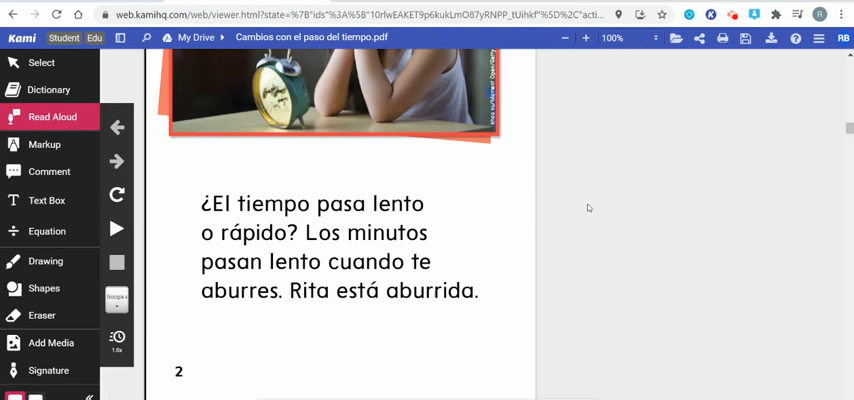 web.kamihq.com/web/viewer.html?state=%7B"ids"%3A%5B"10rlwEAKET9p6kukLmO87yRNPP_tUihkf"%5D%2C"acti...
R
Kami Student Edu My Drive Cambios con el paso del tiempo.pdf 100% RB
Select
Dictionary
Read Aloud
Markup
Comment
Text Box
Equation
Drawing
Shapes
Eraser
Add Media
Signature
1.0x
¿El tiempo pasa lento
o rápido? Los minutos
pasan lento cuando te
aburres. Rita está aburrida.
2